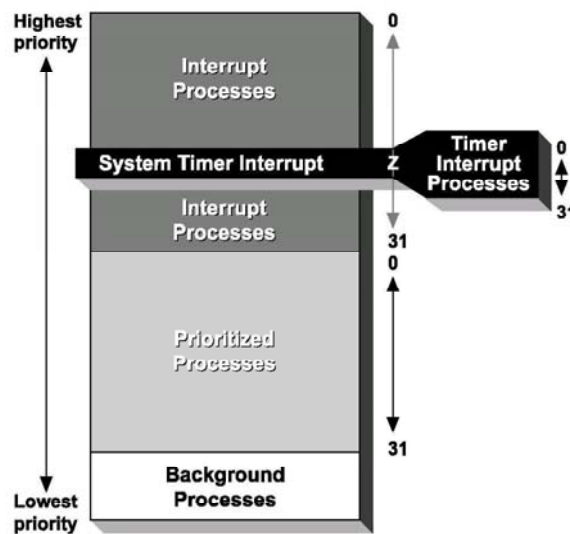 Highest
priority
0
Interrupt
Processes
System Timer Interrupt
Z
Timer
Interrupt
Processes
0
31
Interrupt
Processes
31
0
Prioritized
Processes
31
Background
Processes
Lowest
priority